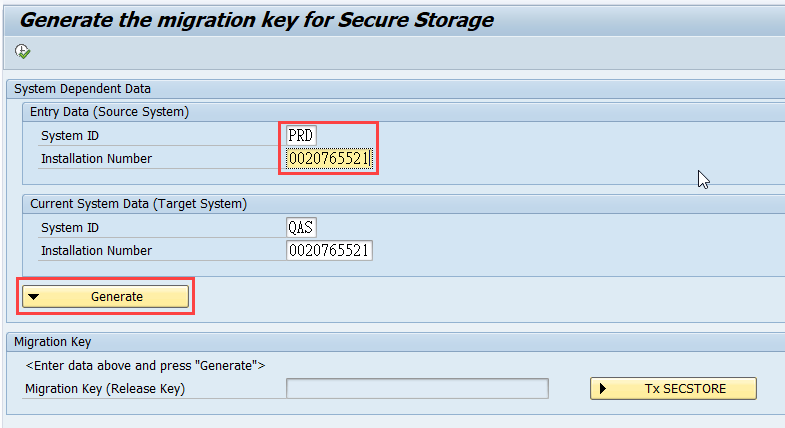 Generate the migration key for Secure Storage
System Dependent Data
Entry Data (Source System)
System ID PRD
Installation Number 0020765521
Current System Data (Target System)
System ID QAS
Installation Number 0020765521
Generate
Migration Key
<Enter data above and press "Generate">
Migration Key (Release Key) Tx SECSTORE